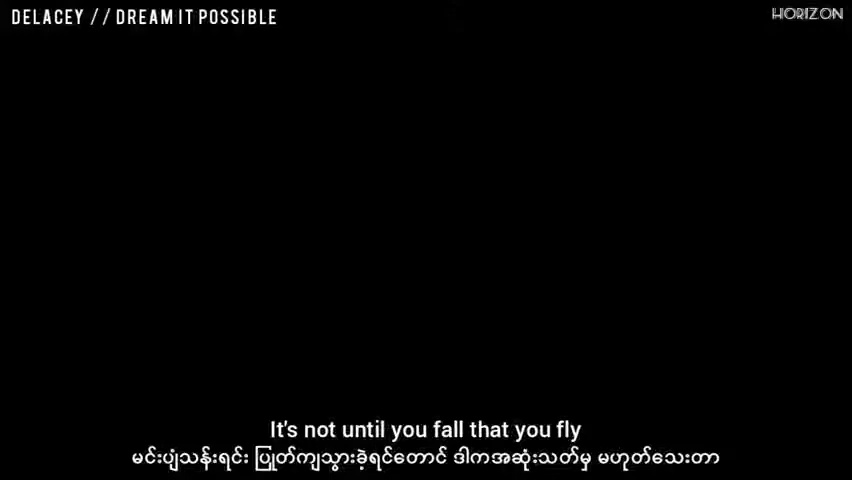 DELACEY // DREAM IT POSSIBLE
HORIZON
It's not until you fall that you fly
မင်းပျံသန်းရင်း ပြုတ်ကျသွားခဲ့ရင်တောင် ဒါကအဆုံးသတ်မှ မဟုတ်သေးတာ